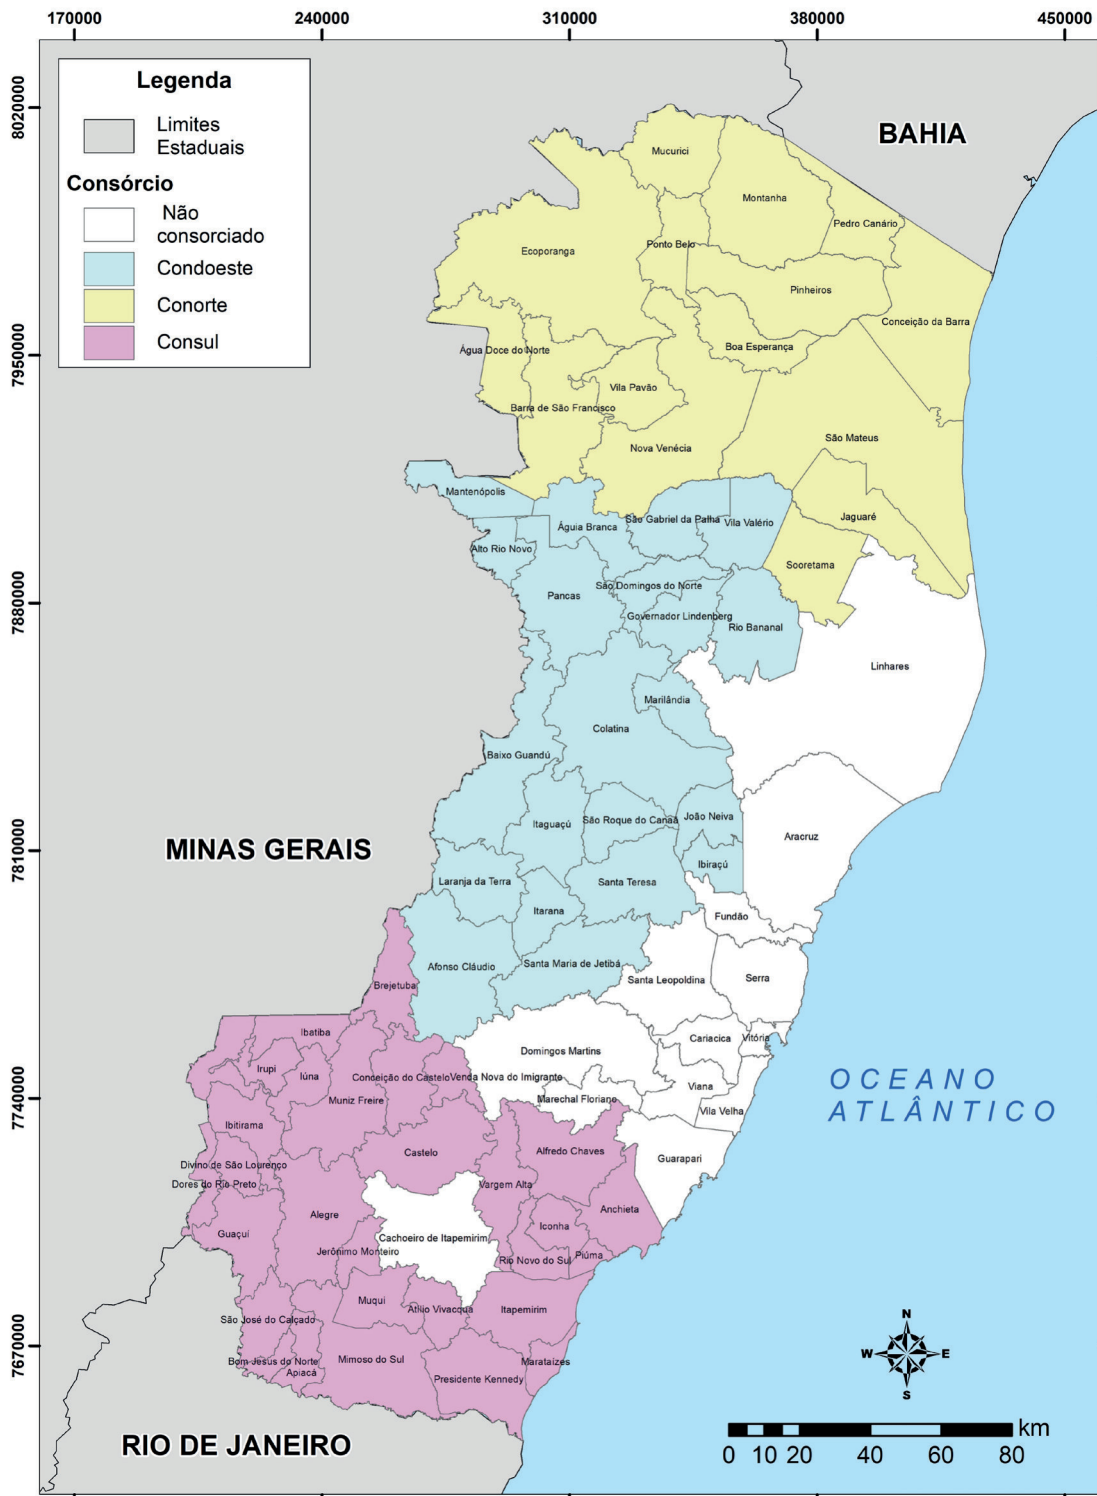 170000
240000
310000
380000
450000
8020000
7950000
7880000
7810000
7740000
7670000
Legenda
Limites
Estaduais
Consórcio
Não
consorciado
Condoeste
Conorte
Consul
BAHIA
Mucurici
Montanha
Pedro Canário
Ponto Belo
Ecoporanga
Pinheiros
Conceição da Barra
Boa Esperança
Água Doce do Norte
Vila Pavão
Barra de São Francisco
São Mateus
Nova Venécia
Mantenópolis
Jaguaré
São Gabriel da Palha
Vila Valério
Águia Branca
Alto Rio Novo
Sooretama
São Domingos do Norte
Pancas
Governador Lindenberg
Rio Bananal
Linhares
Marilândia
Colatina
Baixo Guandú
João Neiva
São Roque do Canaã
Itaguaçú
Aracruz
MINAS GERAIS
Ibiraçú
Laranja da Terra
Santa Teresa
Itarana
Fundão
Afonso Cláudio
Santa Maria de Jetibá
Santa Leopoldina
Serra
Brejetuba
Ibatiba
Cariacica
Vitória
Domingos Martins
Irupi
Iúna
Conceição do Castelo
Venda Nova do Imigrante
Viana
Muniz Freire
Marechal Floriano
Vila Velha
OCEANO
ATLÂNTICO
Ibitirama
Castelo
Alfredo Chaves
Guarapari
Divino de São Lourenço
Dores do Rio Preto
Vargem Alta
Anchieta
Alegre
Iconha
Guaçuí
Cachoeiro de Itapemirim
Jerônimo Monteiro
Rio Novo do Sul
Piúma
Muqui
Atílio Vivacqua
Itapemirim
São José do Calçado
Bom Jesus do Norte
Mimoso do Sul
Marataízes
Apiacá
Presidente Kennedy
RIO DE JANEIRO
N
W
E
S
km
0 10 20 40 60 80